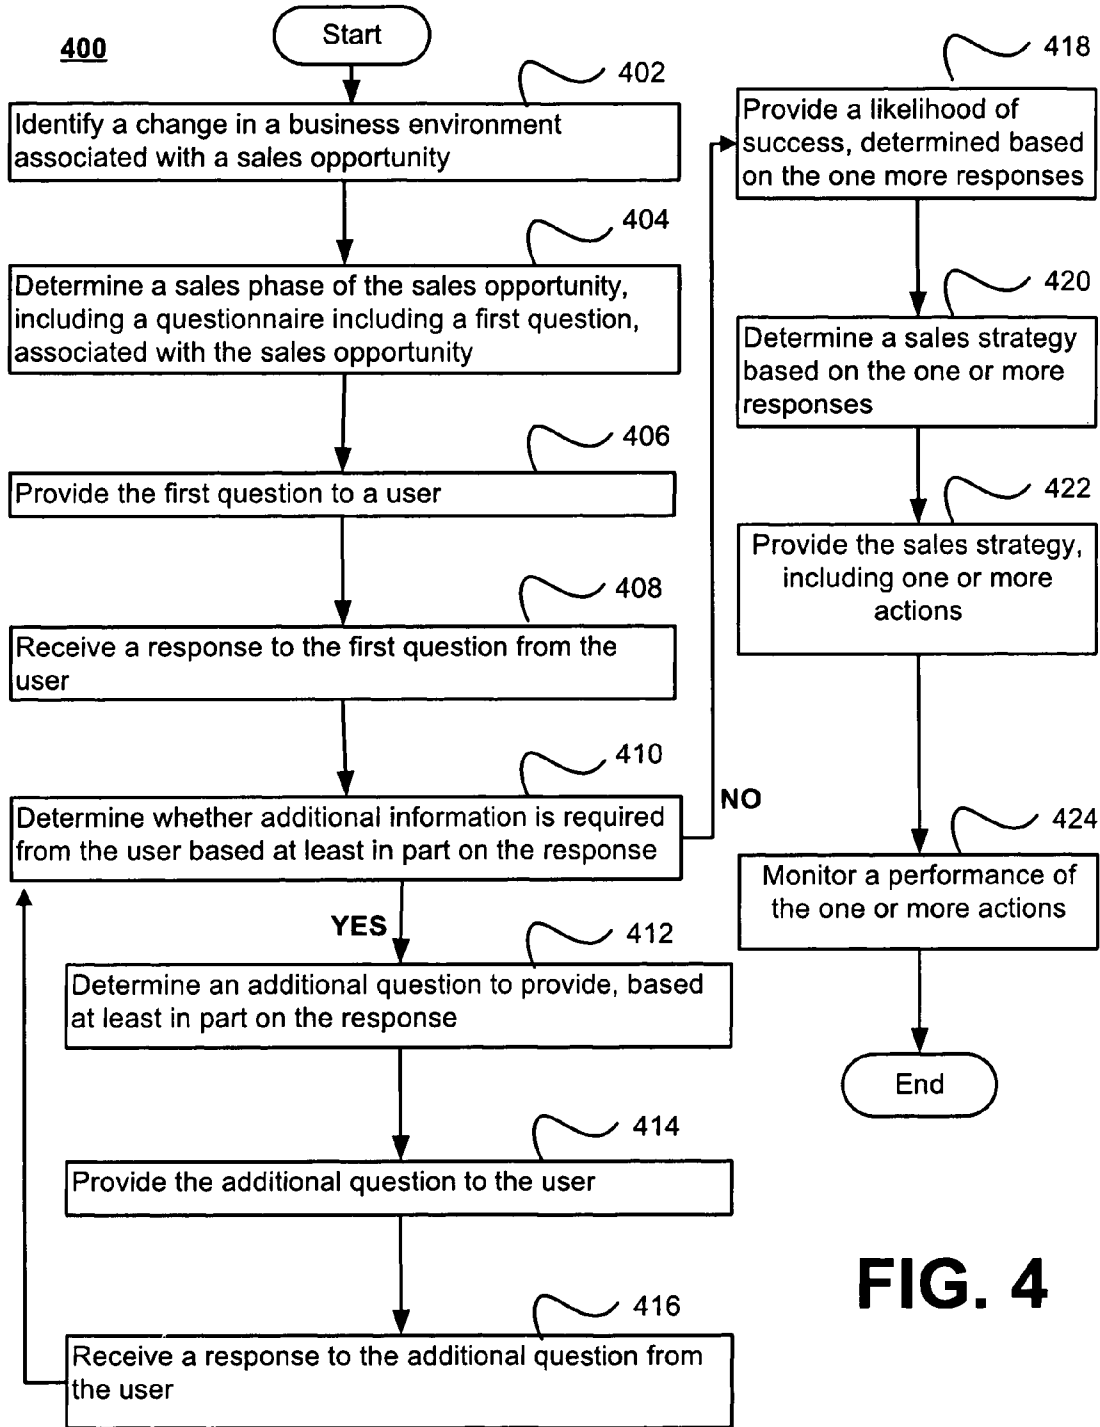 400
Start
402
Identify a change in a business environment
associated with a sales opportunity
404
Determine a sales phase of the sales opportunity,
including a questionnaire including a first question,
associated with the sales opportunity
406
Provide the first question to a user
408
Receive a response to the first question from the
user
410
Determine whether additional information is required
from the user based at least in part on the response
NO
YES
412
Determine an additional question to provide, based
at least in part on the response
414
Provide the additional question to the user
416
Receive a response to the additional question from
the user
418
Provide a likelihood of
success, determined based
on the one more responses
420
Determine a sales strategy
based on the one or more
responses
422
Provide the sales strategy,
including one or more
actions
424
Monitor a performance of
the one or more actions
End
FIG. 4